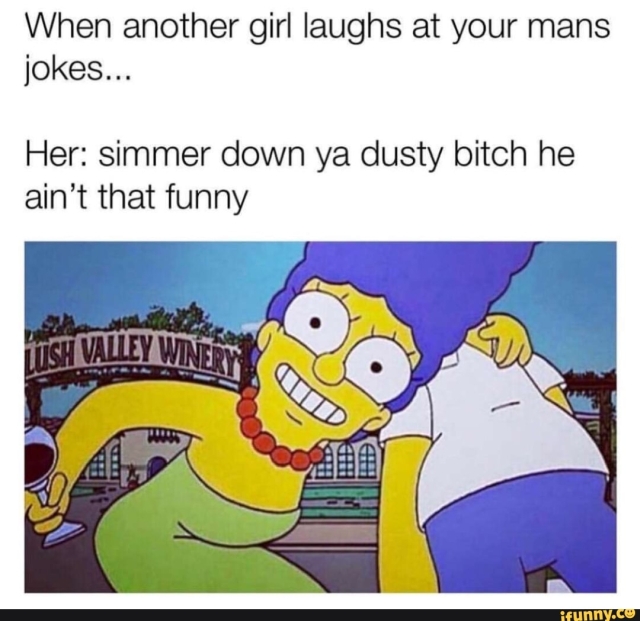 When another girl laughs at your mans
jokes...
Her: simmer down ya dusty bitch he
ain't that funny
LUSH VALLEY WINERY
ifunny.co